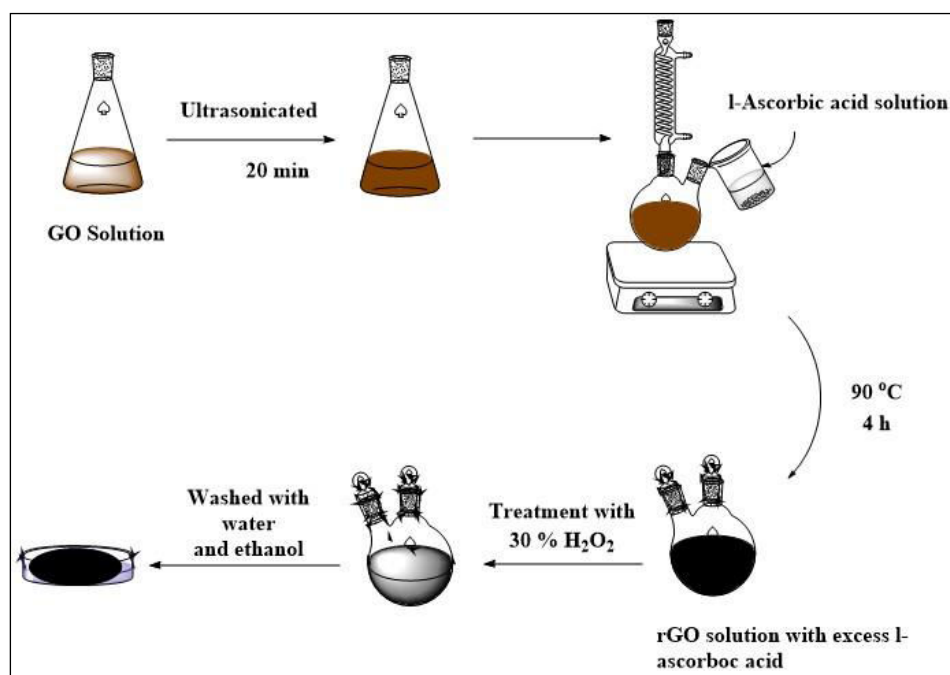 Ultrasonicated
20 min
GO Solution
l-Ascorbic acid solution
90 °C
4 h
rGO solution with excess l-
ascorboc acid
Treatment with
30 % H₂O₂
Washed with
water
and ethanol